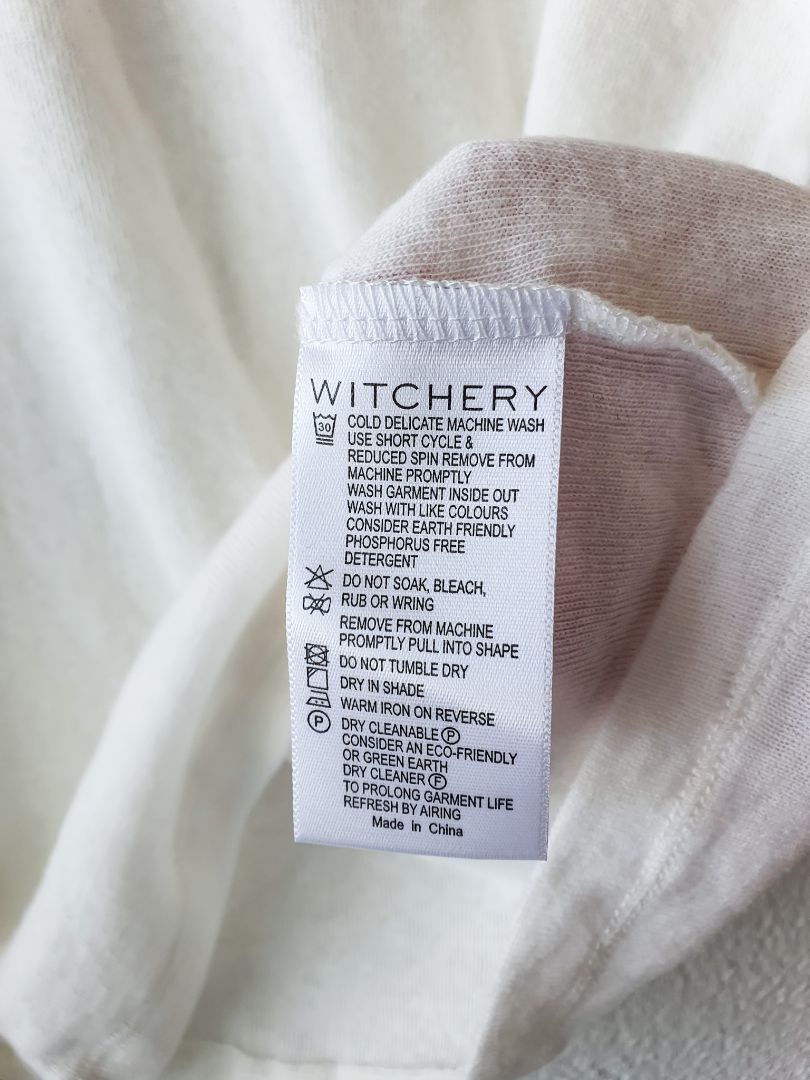 WITCHERY
30 COLD DELICATE MACHINE WASH
USE SHORT CYCLE &
REDUCED SPIN REMOVE FROM
MACHINE PROMPTLY
WASH GARMENT INSIDE OUT
WASH WITH LIKE COLOURS
CONSIDER EARTH FRIENDLY
PHOSPHORUS FREE
DETERGENT
DO NOT SOAK, BLEACH,
RUB OR WRING
REMOVE FROM MACHINE
PROMPTLY PULL INTO SHAPE
DO NOT TUMBLE DRY
DRY IN SHADE
WARM IRON ON REVERSE
P DRY CLEANABLE Ⓟ
CONSIDER AN ECO-FRIENDLY
OR GREEN EARTH
DRY CLEANER Ⓕ
TO PROLONG GARMENT LIFE
REFRESH BY AIRING
Made in China